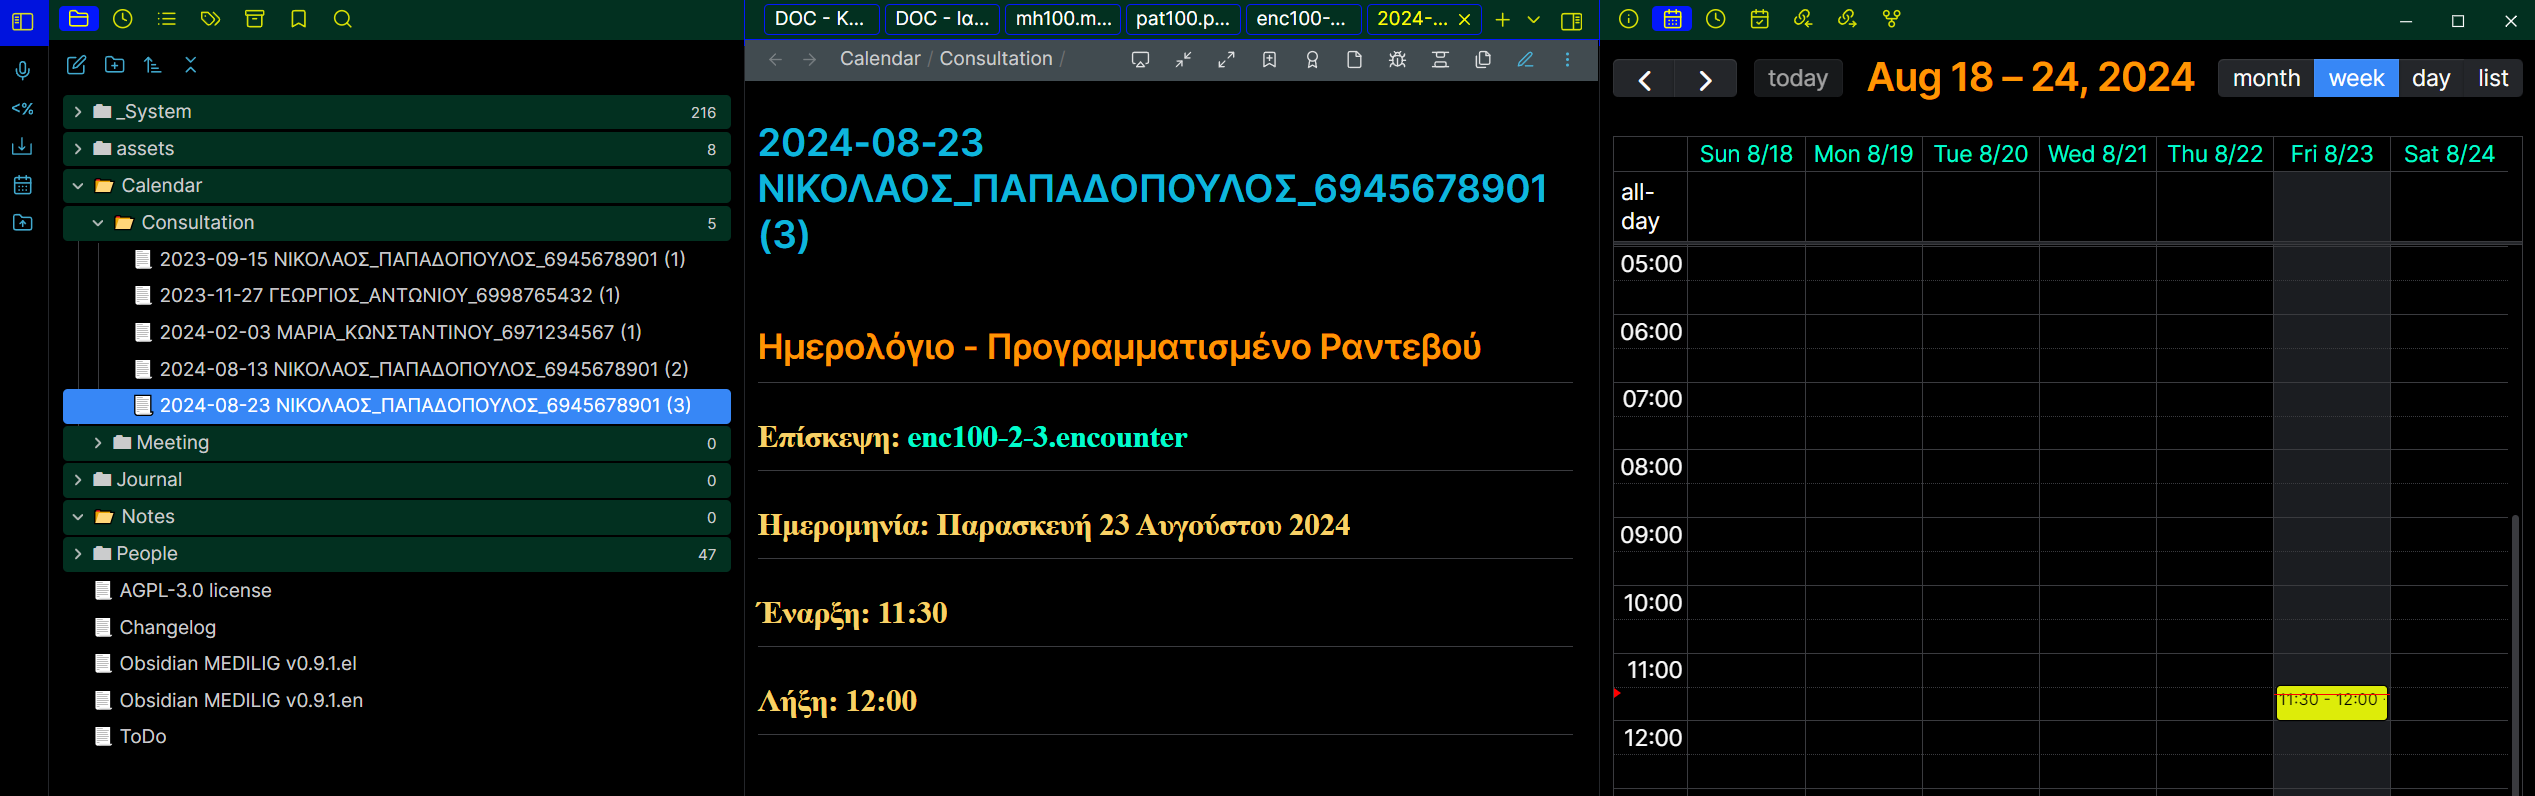 DOC - Κ...
DOC - Ια...
mh100.m...
pat100.p...
enc100-...
2024-...
<%
_System 216
assets 8
Calendar
Consultation 5
2023-09-15 ΝΙΚΟΛΑΟΣ_ΠΑΠΑΔΟΠΟΥΛΟΣ_6945678901 (1)
2023-11-27 ΓΕΩΡΓΙΟΣ_ΑΝΤΩΝΙΟΥ_6998765432 (1)
2024-02-03 ΜΑΡΙΑ_ΚΩΝΣΤΑΝΤΙΝΟΥ_6971234567 (1)
2024-08-13 ΝΙΚΟΛΑΟΣ_ΠΑΠΑΔΟΠΟΥΛΟΣ_6945678901 (2)
2024-08-23 ΝΙΚΟΛΑΟΣ_ΠΑΠΑΔΟΠΟΥΛΟΣ_6945678901 (3)
Meeting 0
Journal 0
Notes 0
People 47
AGPL-3.0 license
Changelog
Obsidian MEDILIG v0.9.1.el
Obsidian MEDILIG v0.9.1.en
ToDo
Calendar / Consultation /
2024-08-23
ΝΙΚΟΛΑΟΣ_ΠΑΠΑΔΟΠΟΥΛΟΣ_6945678901
(3)
Ημερολόγιο - Προγραμματισμένο Ραντεβού
Επίσκεψη: enc100-2-3.encounter
Ημερομηνία: Παρασκευή 23 Αυγούστου 2024
Έναρξη: 11:30
Λήξη: 12:00
today
Aug 18 – 24, 2024
month week day list
Sun 8/18 Mon 8/19 Tue 8/20 Wed 8/21 Thu 8/22 Fri 8/23 Sat 8/24
all-
day
05:00
06:00
07:00
08:00
09:00
10:00
11:00
11:30 - 12:00
12:00